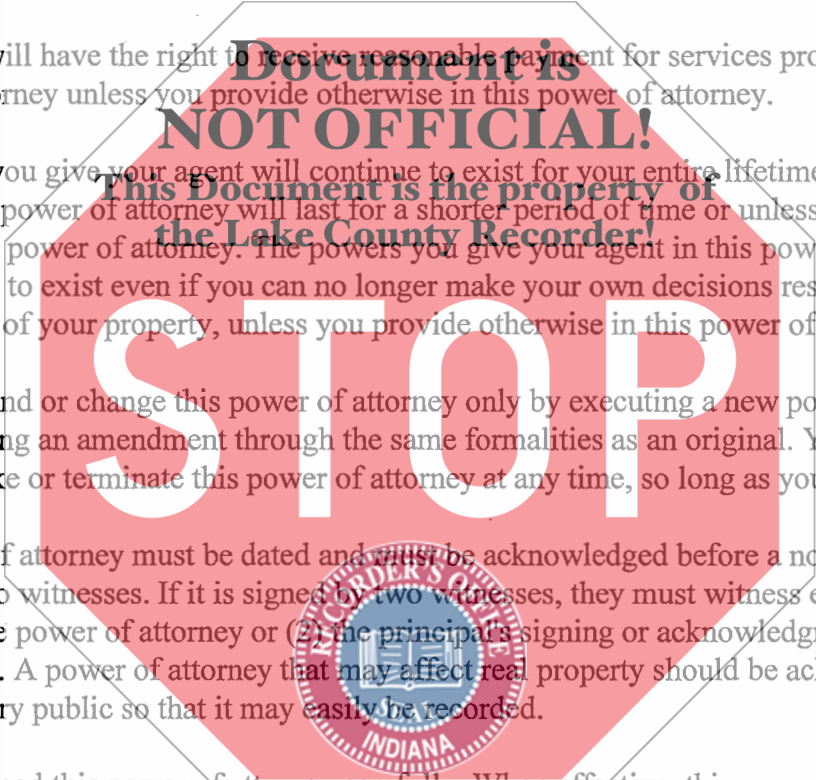 ill have the right to receive reasonable payment for services pro
Document is
rney unless you provide otherwise in this power of attorney.
NOT OFFICIAL!
ou give your agent will continue to exist for your entire lifetime
This Document is the property of
power of attorney will last for a shorter period of time or unless
the Lake County Recorder!
power of attorney. The powers you give your agent in this pow
to exist even if you can no longer make your own decisions res
of your property, unless you provide otherwise in this power of
STOP
nd or change this power of attorney only by executing a new po
ng an amendment through the same formalities as an original. Y
e or terminate this power of attorney at any time, so long as you
f attorney must be dated and must be acknowledged before a no
o witnesses. If it is signed by two witnesses, they must witness e
e power of attorney or (2) the principal's signing or acknowledg
. A power of attorney that may affect real property should be ac
ry public so that it may easily be recorded.
RECORDER'S OFFICE
SEAL
INDIANA